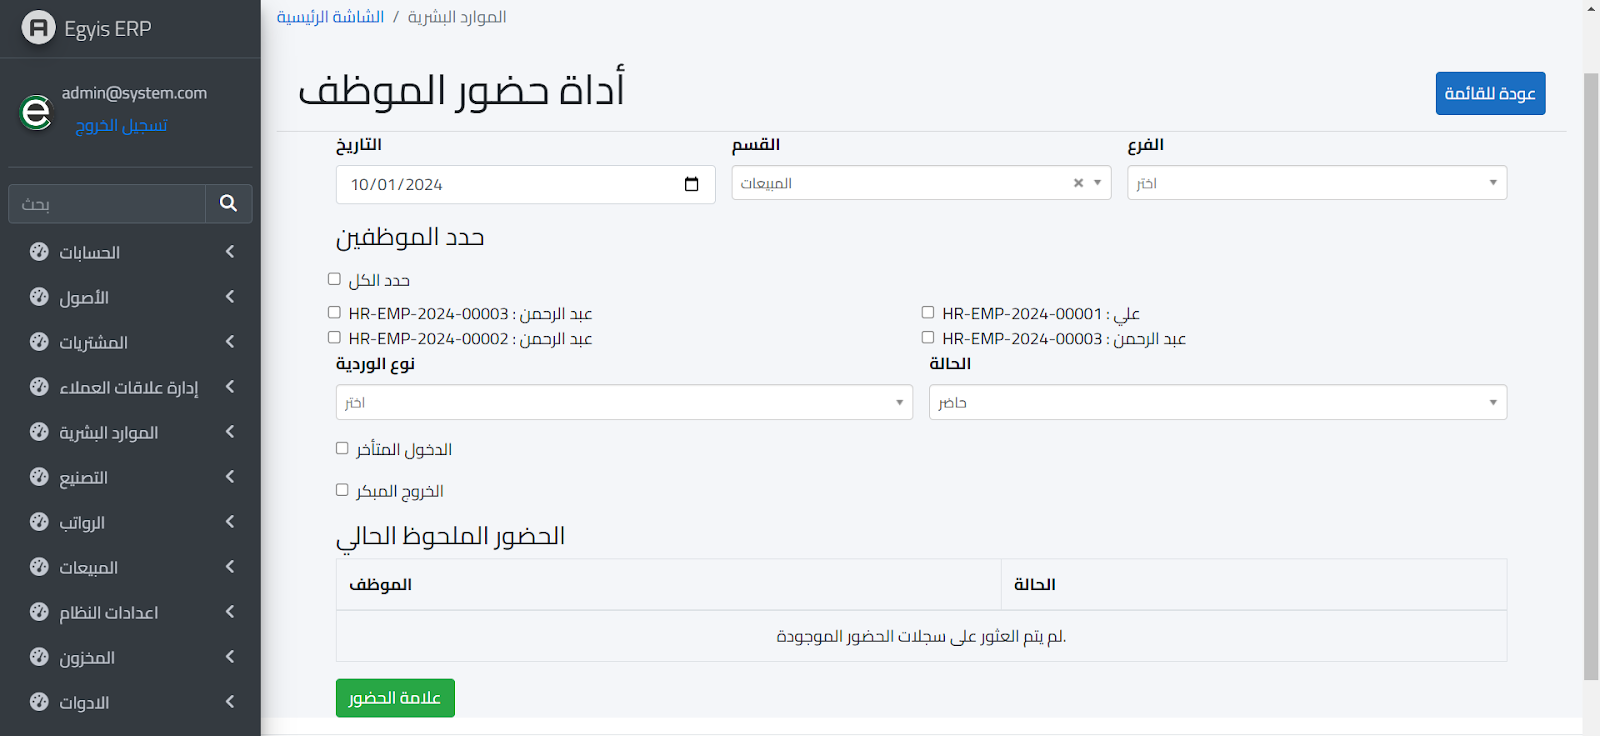 Egyis ERP
admin@system.com
تسجيل الخروج
بحث
الحسابات
الأصول
المشتريات
إدارة علاقات العملاء
الموارد البشرية
التصنيع
الرواتب
المبيعات
اعدادات النظام
المخزون
الادوات
الشاشة الرئيسية / الموارد البشرية
أداة حضور الموظف
عودة للقائمة
التاريخ
القسم
الفرع
10/01/2024
المبيعات
اختر
حدد الموظفين
حدد الكل
HR-EMP-2024-00003 : عبد الرحمن
HR-EMP-2024-00001 : علي
HR-EMP-2024-00002 : عبد الرحمن
HR-EMP-2024-00003 : عبد الرحمن
نوع الوردية
الحالة
اختر
حاضر
الدخول المتأخر
الخروج المبكر
الحضور الملحوظ الحالي
الموظف
الحالة
لم يتم العثور على سجلات الحضور الموجودة.
علامة الحضور